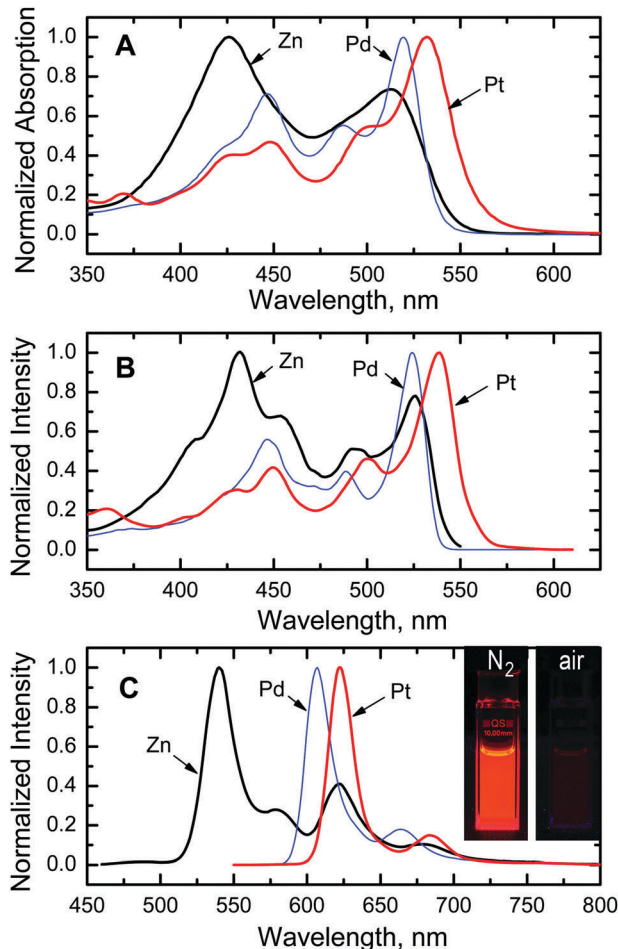 A
Zn
Pd
Pt
Normalized Absorption
1.0
0.8
0.6
0.4
0.2
0.0
350 400 450 500 550 600
Wavelength, nm
B
Zn
Pd
Pt
Normalized Intensity
1.0
0.8
0.6
0.4
0.2
0.0
350 400 450 500 550 600
Wavelength, nm
C
Zn
Pd
Pt
N2 air
QS
10,00mm
Normalized Intensity
1.0
0.8
0.6
0.4
0.2
0.0
450 500 550 600 650 700 750 800
Wavelength, nm